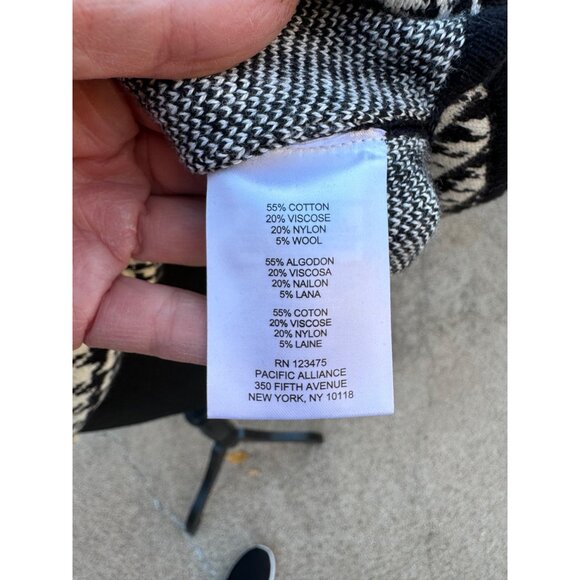 55% COTTON
20% VISCOSE
20% NYLON
5% WOOL
55% ALGODON
20% VISCOSA
20% NAILON
5% LANA
55% COTON
20% VISCOSE
20% NYLON
5% LAINE
RN 123475
PACIFIC ALLIANCE
350 FIFTH AVENUE
NEW YORK, NY 10118